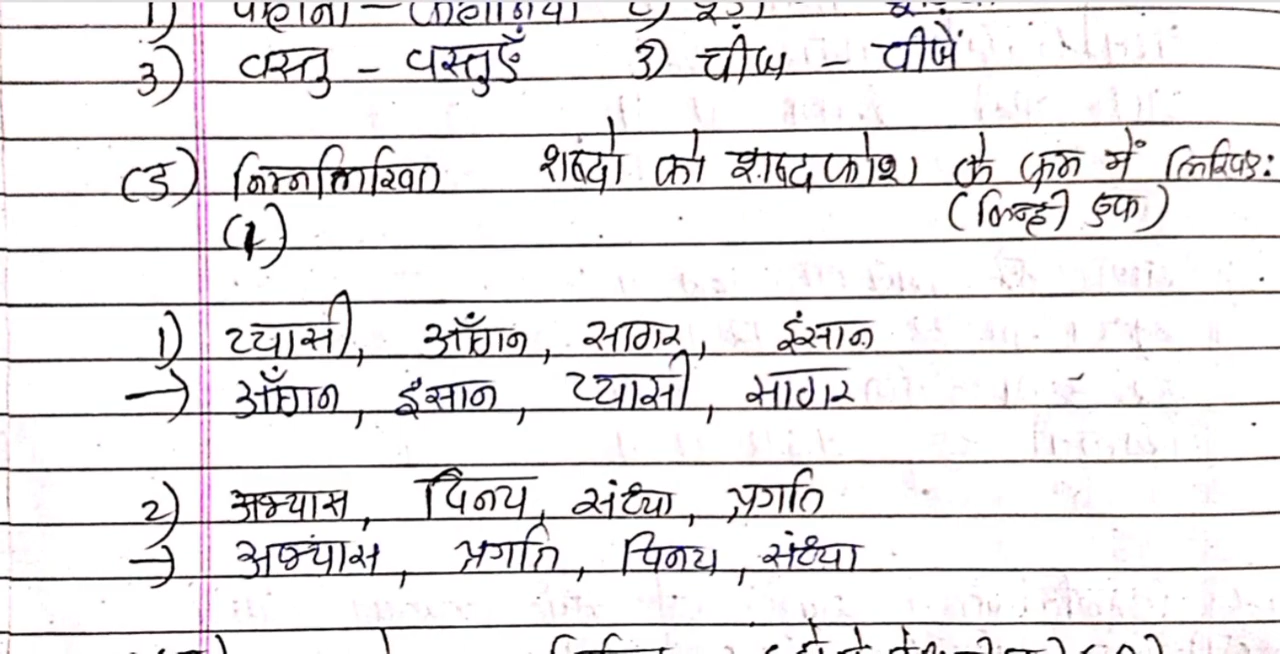 3) वस्तु - वस्तुएँ 3) चीज - चीजें
(ड) निम्नलिखित शब्दों को शब्दकोश के क्रम में लिखिए:
(किन्ही एक)
(1)
1) त्यासी, आँगन, सागर, इंसान
→ आँगन, इंसान, त्यासी, सागर
2) अभ्यास, विनय, संध्या, प्रगति
→ अभ्यास, प्रगति, विनय, संध्या